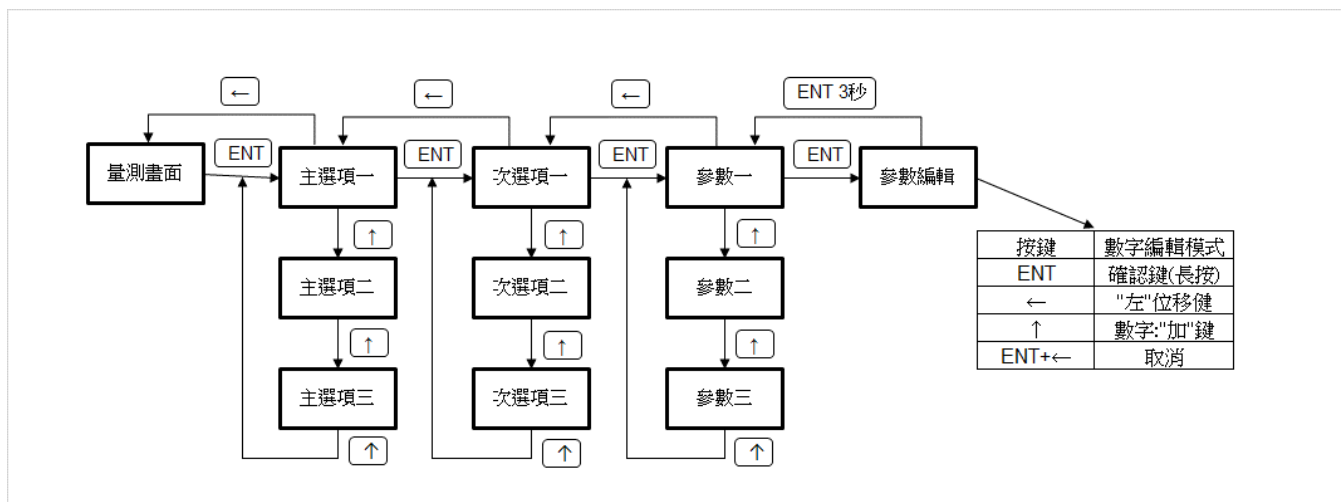 ←
←
←
ENT 3秒
量測畫面
ENT
主選項一
ENT
次選項一
ENT
參數一
ENT
參數編輯
↑
↑
↑
主選項二
次選項二
參數二
↑
↑
↑
主選項三
次選項三
參數三
↑
↑
↑
按鍵 數字編輯模式
ENT 確認鍵(長按)
← "左"位移健
↑ 數字:"加"鍵
ENT+← 取消